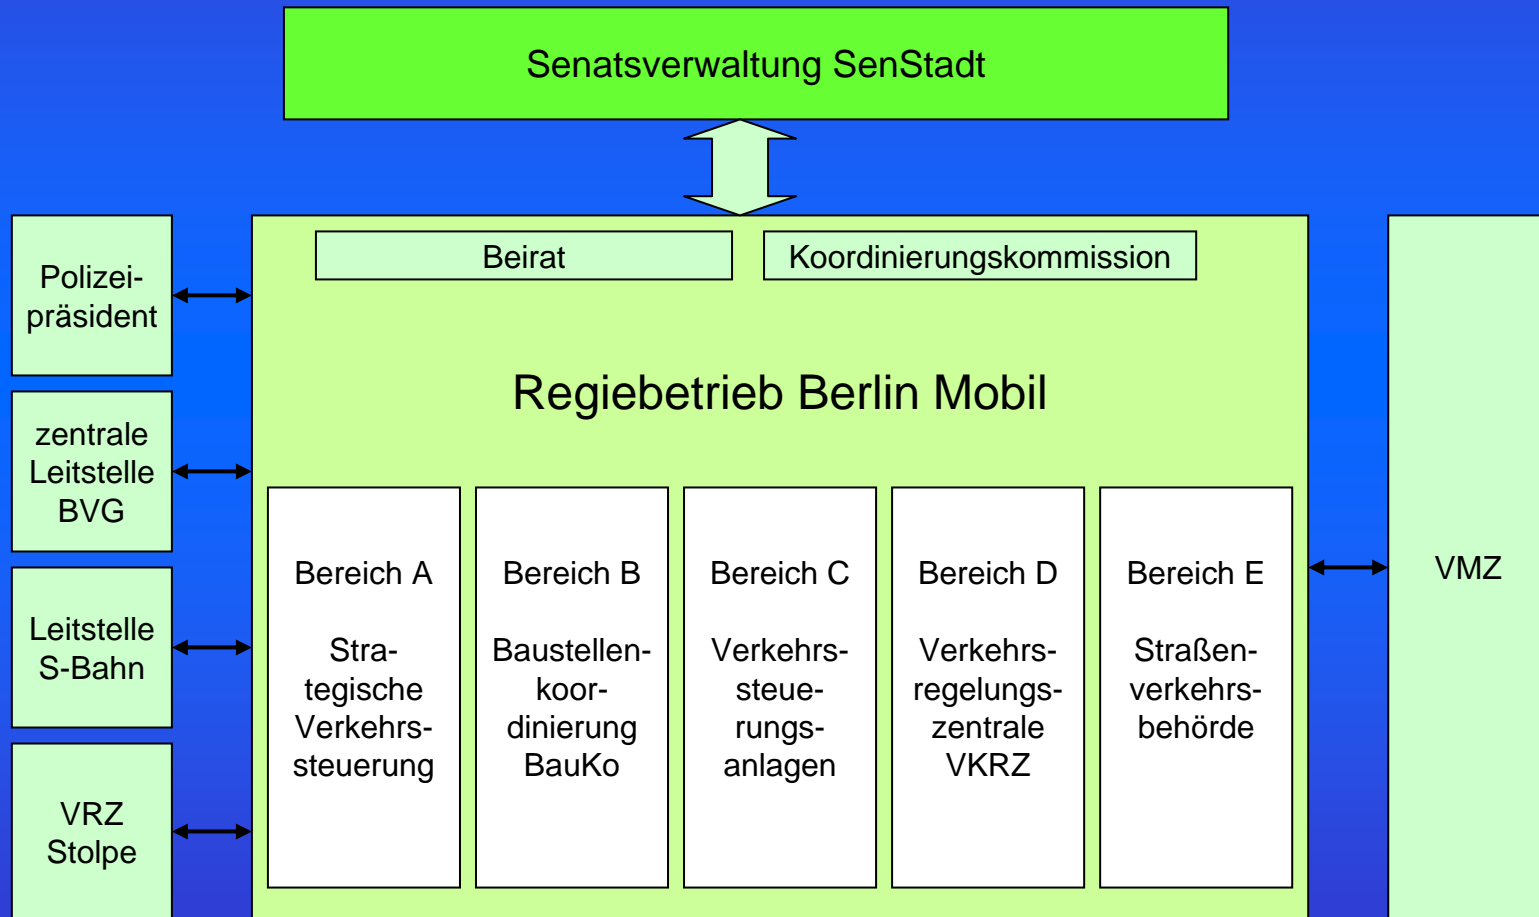 Senatsverwaltung SenStadt
Beirat
Koordinierungskommission
Regiebetrieb Berlin Mobil
Polizei-
präsident
zentrale
Leitstelle
BVG
Leitstelle
S-Bahn
VRZ
Stolpe
Bereich A
Stra-
tegische
Verkehrs-
steuerung
Bereich B
Baustellen-
koor-
dinierung
BauKo
Bereich C
Verkehrs-
steue-
rungs-
anlagen
Bereich D
Verkehrs-
regelungs-
zentrale
VKRZ
Bereich E
Straßen-
verkehrs-
behörde
VMZ